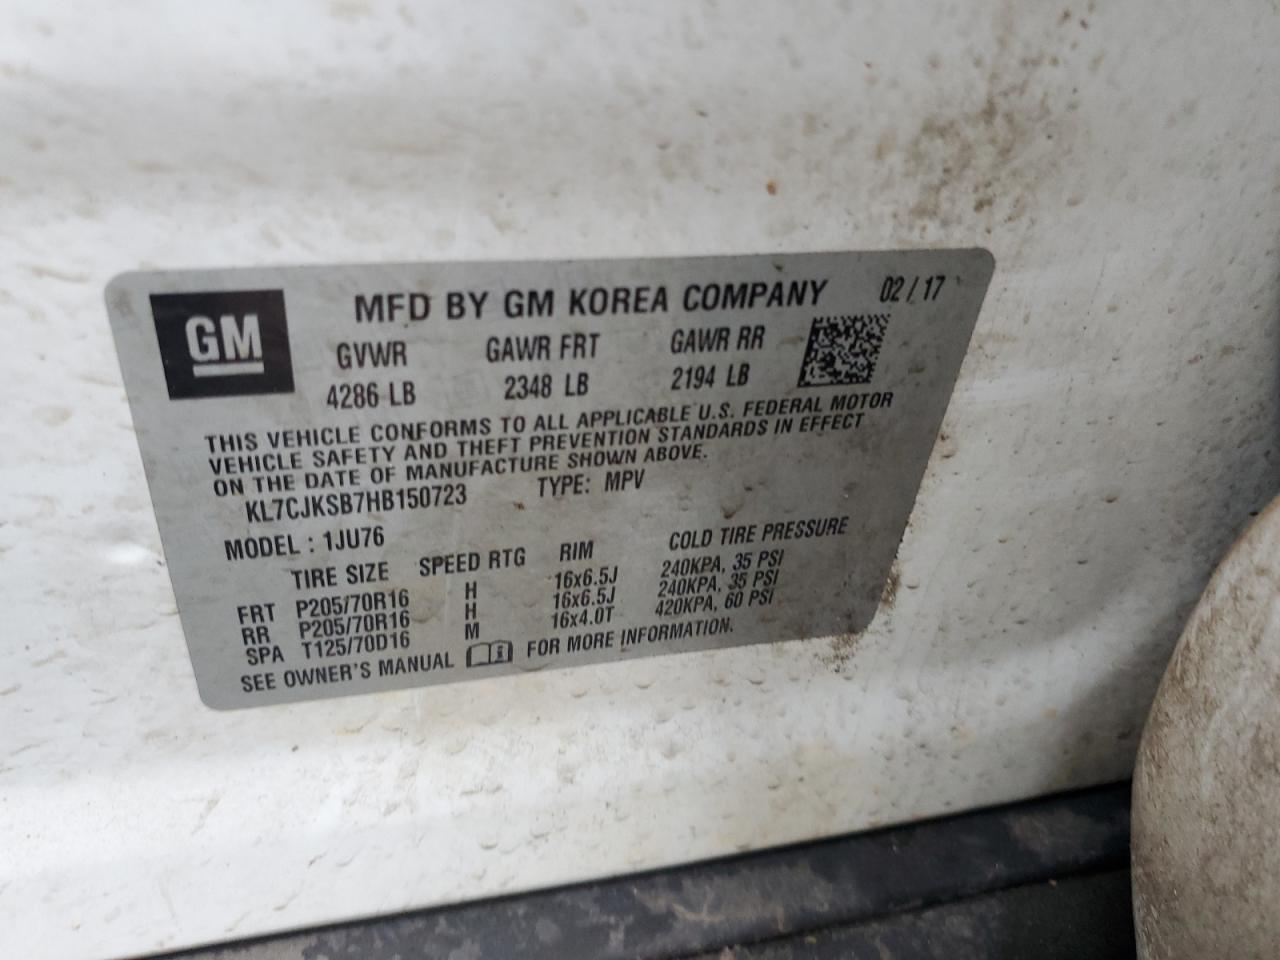 GM
MFD BY GM KOREA COMPANY 02/17
GVWR GAWR FRT GAWR RR
4286 LB 2348 LB 2194 LB
THIS VEHICLE CONFORMS TO ALL APPLICABLE U.S. FEDERAL MOTOR
VEHICLE SAFETY AND THEFT PREVENTION STANDARDS IN EFFECT
ON THE DATE OF MANUFACTURE SHOWN ABOVE.
KL7CJKSB7HB150723 TYPE: MPV
MODEL : 1JU76
TIRE SIZE SPEED RTG RIM COLD TIRE PRESSURE
FRT P205/70R16 H 16x6.5J 240KPA, 35 PSI
RR P205/70R16 H 16x6.5J 240KPA, 35 PSI
SPA T125/70D16 M 16x4.0T 420KPA, 60 PSI
SEE OWNER'S MANUAL FOR MORE INFORMATION.